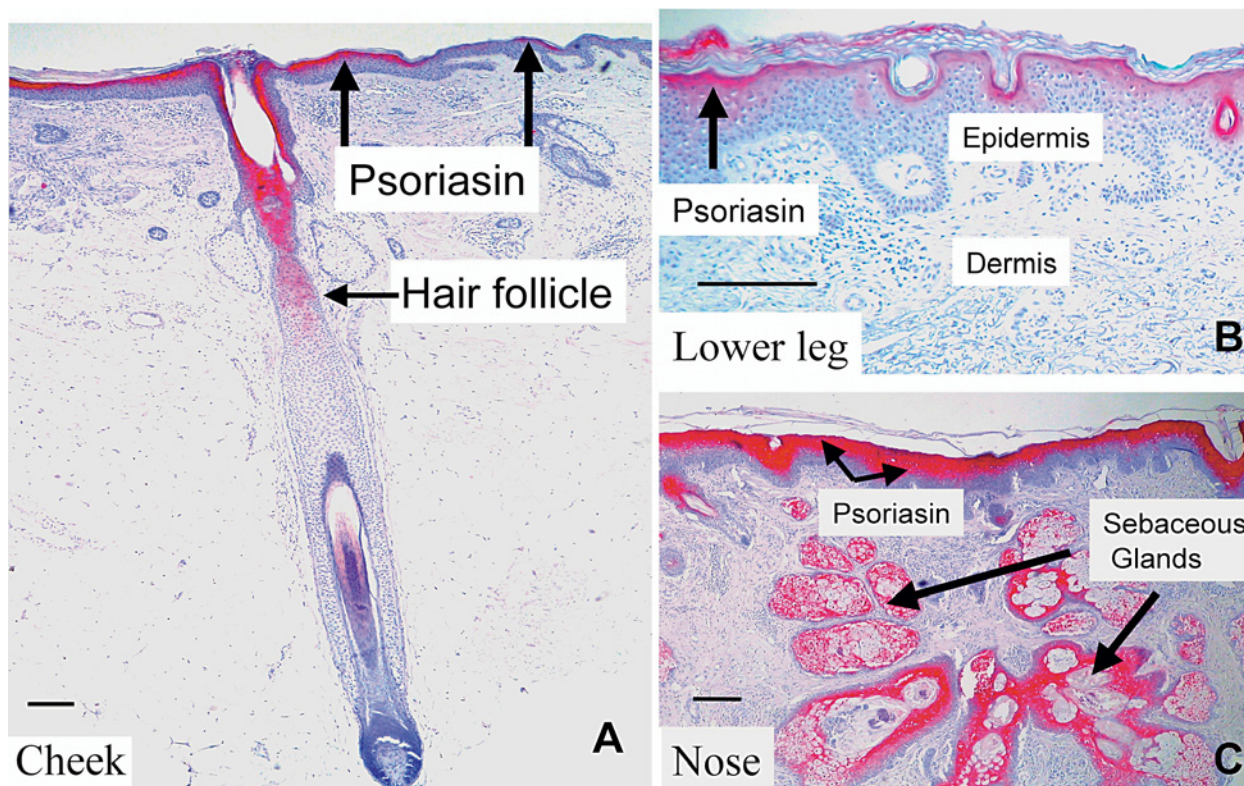 Psoriasin
Hair follicle
A
Cheek
Epidermis
Psoriasin
Dermis
Lower leg
B
Psoriasin
Sebaceous
Glands
Nose
C